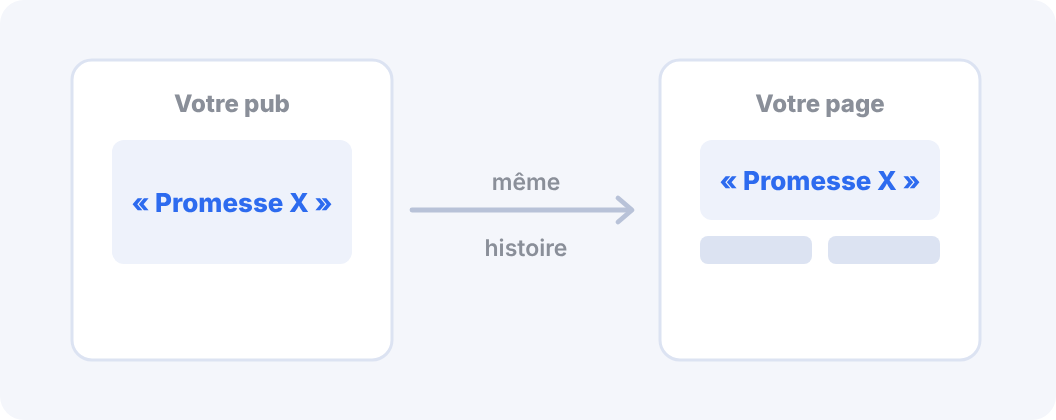 Votre pub
« Promesse X »
même
histoire
Votre page
« Promesse X »